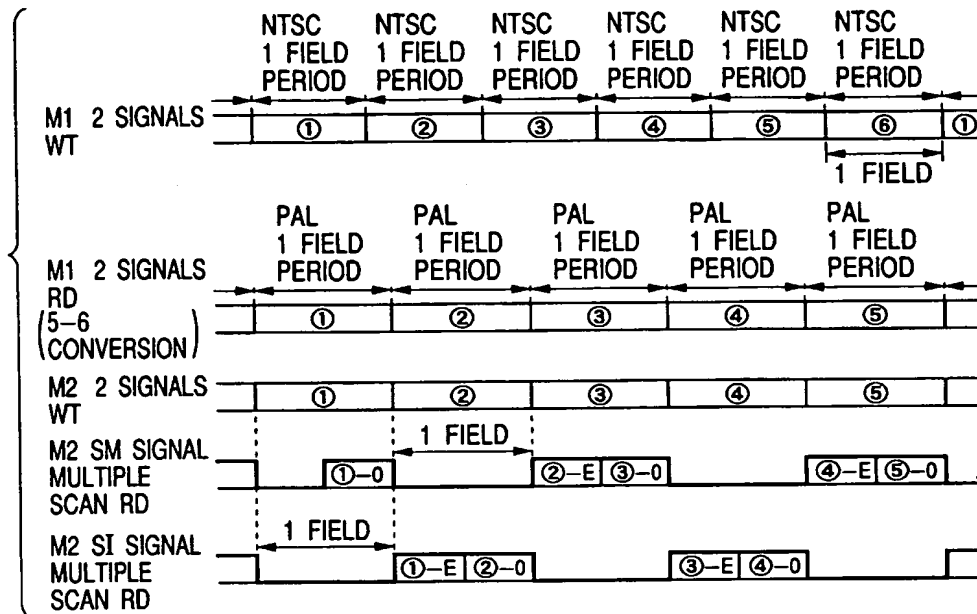 NTSC NTSC NTSC NTSC NTSC NTSC
1 FIELD 1 FIELD 1 FIELD 1 FIELD 1 FIELD 1 FIELD
PERIOD PERIOD PERIOD PERIOD PERIOD PERIOD
M1 2 SIGNALS
WT
① ② ③ ④ ⑤ ⑥ ①
1 FIELD
PAL PAL PAL PAL PAL
1 FIELD 1 FIELD 1 FIELD 1 FIELD 1 FIELD
PERIOD PERIOD PERIOD PERIOD PERIOD
M1 2 SIGNALS
RD
(5-6
CONVERSION)
① ② ③ ④ ⑤
M2 2 SIGNALS
WT
① ② ③ ④ ⑤
1 FIELD
M2 SM SIGNAL
MULTIPLE
SCAN RD
①-0 ②-E ③-0 ④-E ⑤-0
1 FIELD
M2 SI SIGNAL
MULTIPLE
SCAN RD
①-E ②-0 ③-E ④-0